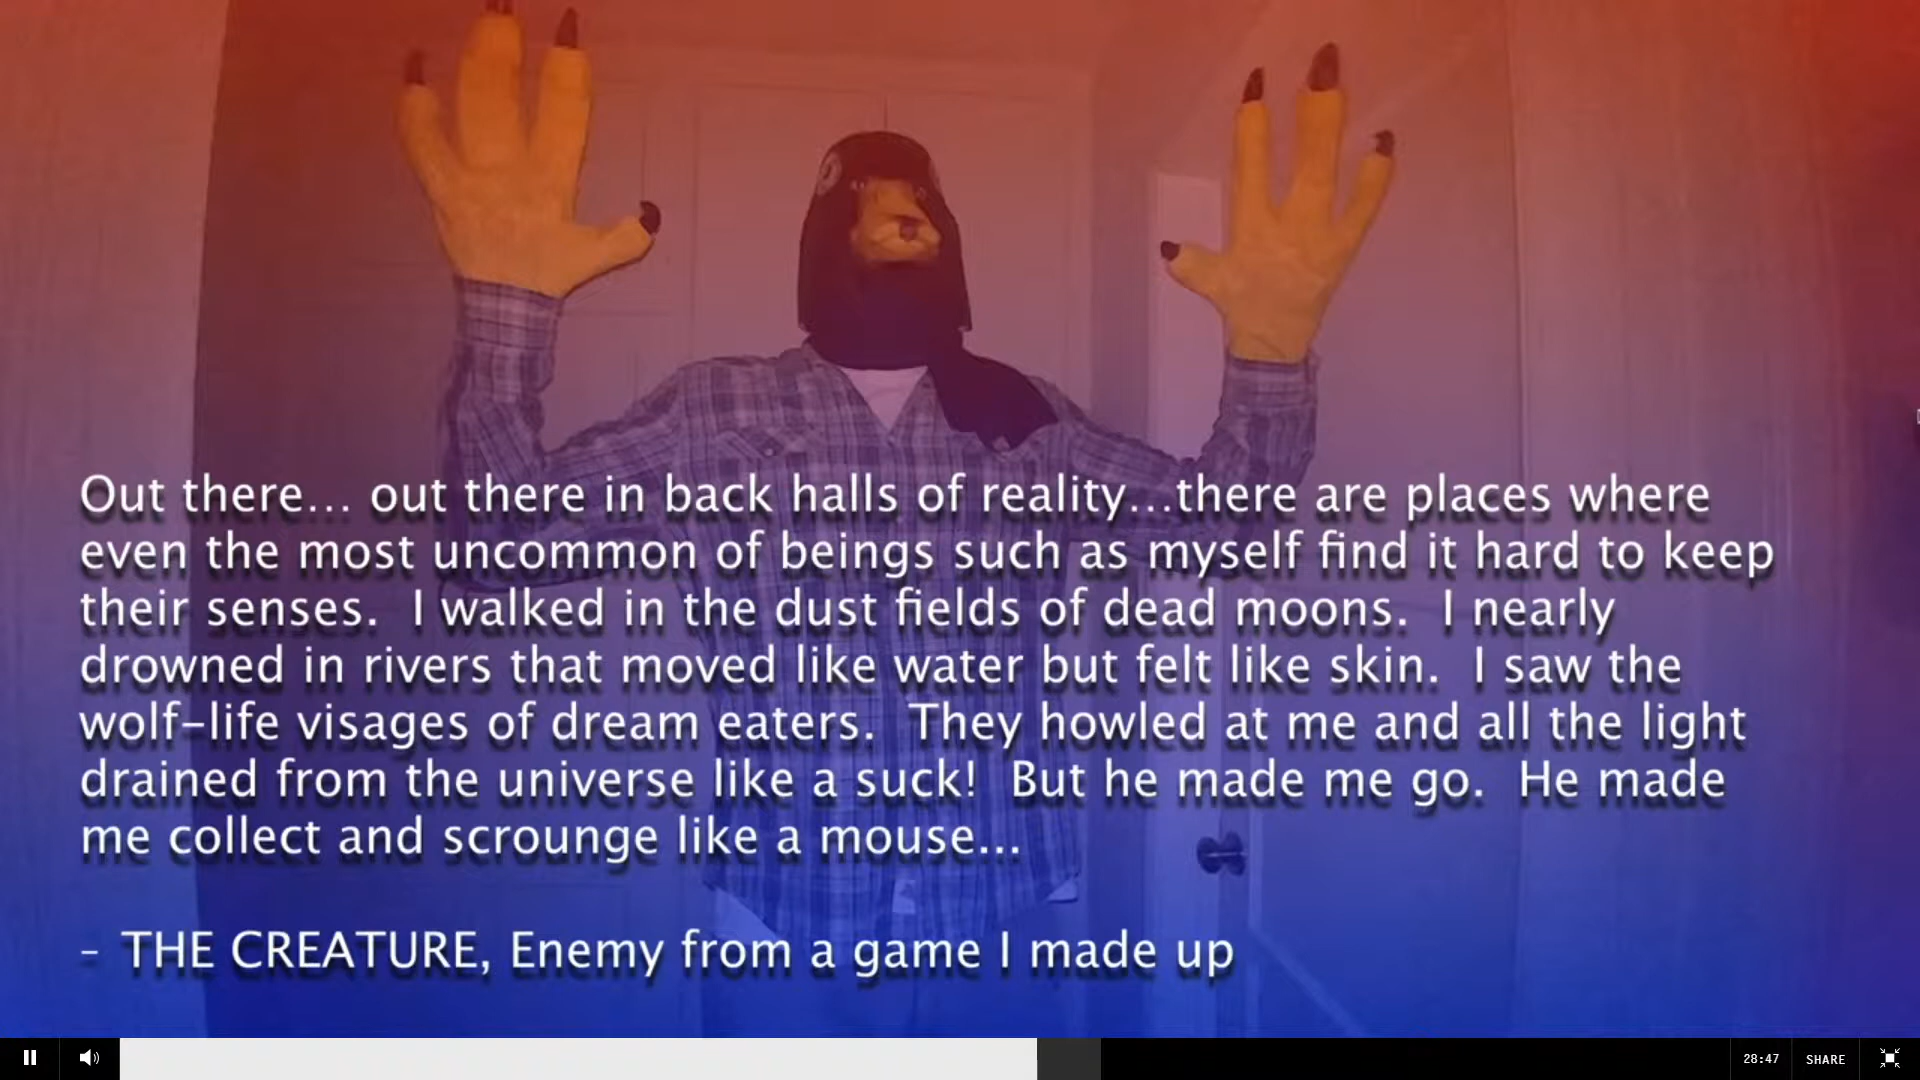 Out there... out there in back halls of reality...there are places where
even the most uncommon of beings such as myself find it hard to keep
their senses.  I walked in the dust fields of dead moons.  I nearly
drowned in rivers that moved like water but felt like skin.  I saw the
wolf-life visages of dream eaters.  They howled at me and all the light
drained from the universe like a suck!  But he made me go.  He made
me collect and scrounge like a mouse...
- THE CREATURE, Enemy from a game I made up
28:47 SHARE